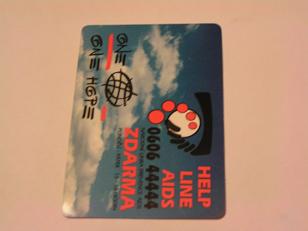 ONE
ONE HOPE
HELP
LINE
AIDS
0606 44444
ZDARMA